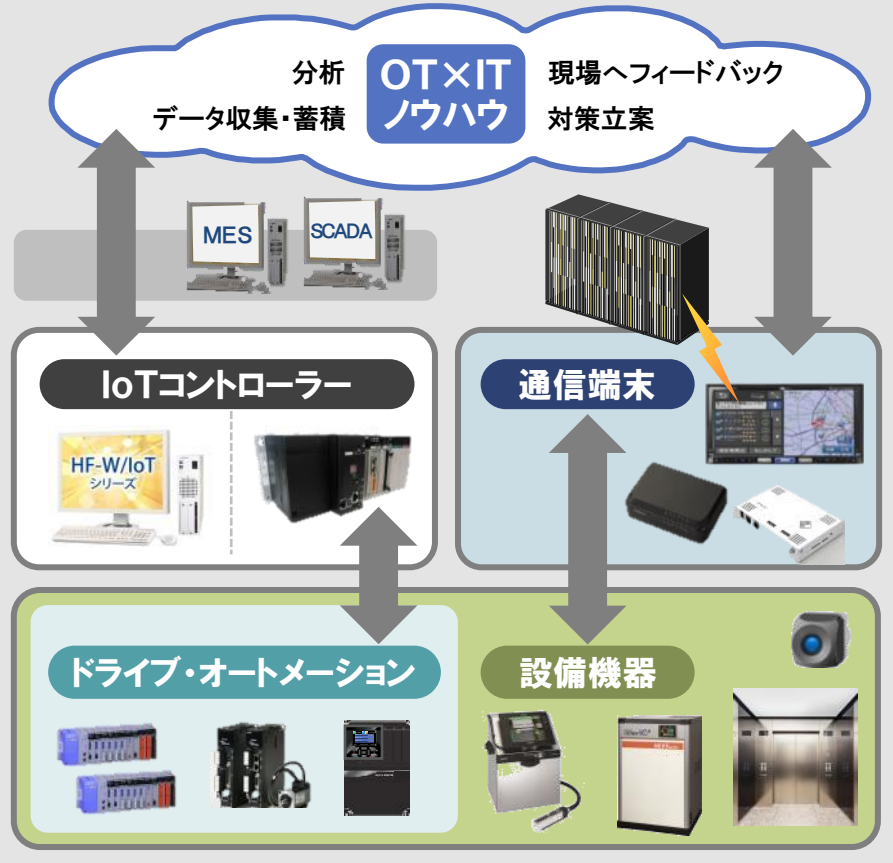 分析
データ収集・蓄積
OT×IT
ノウハウ
現場へフィードバック
対策立案
MES
SCADA
IoTコントローラー
通信端末
HF-W/IoT
シリーズ
ドライブ・オートメーション
設備機器